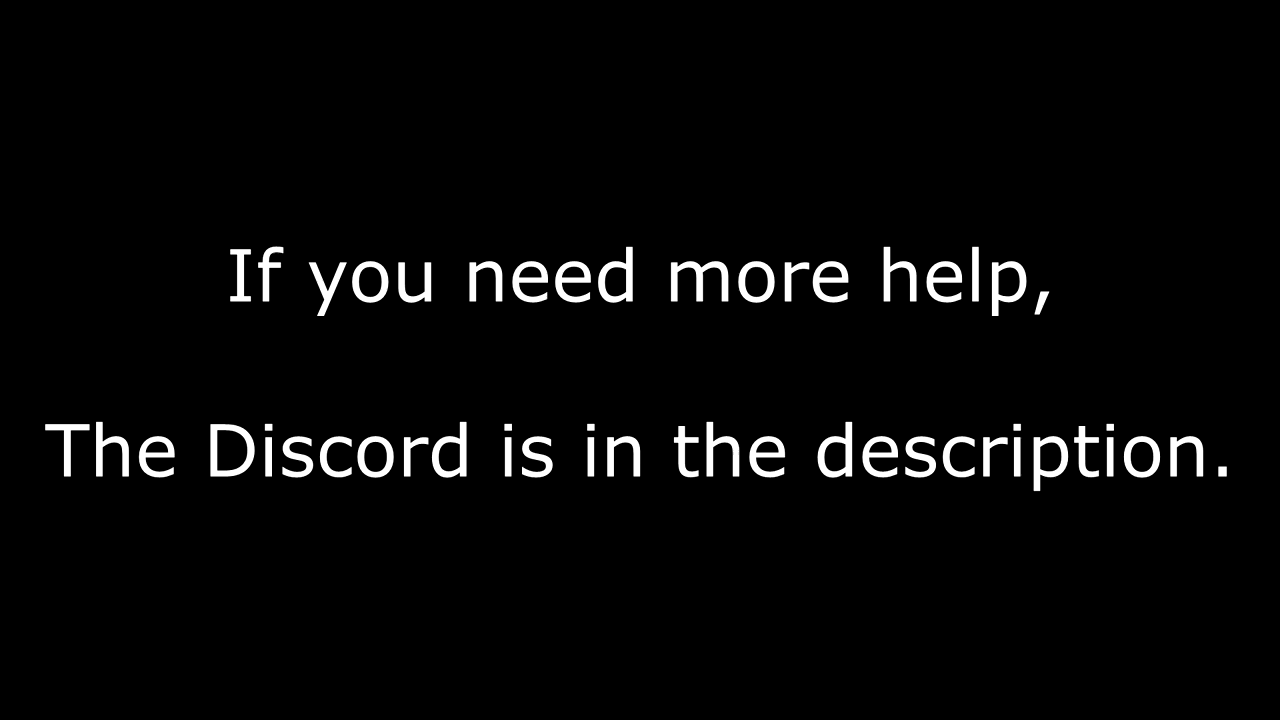 If you need more help,
The Discord is in the description.